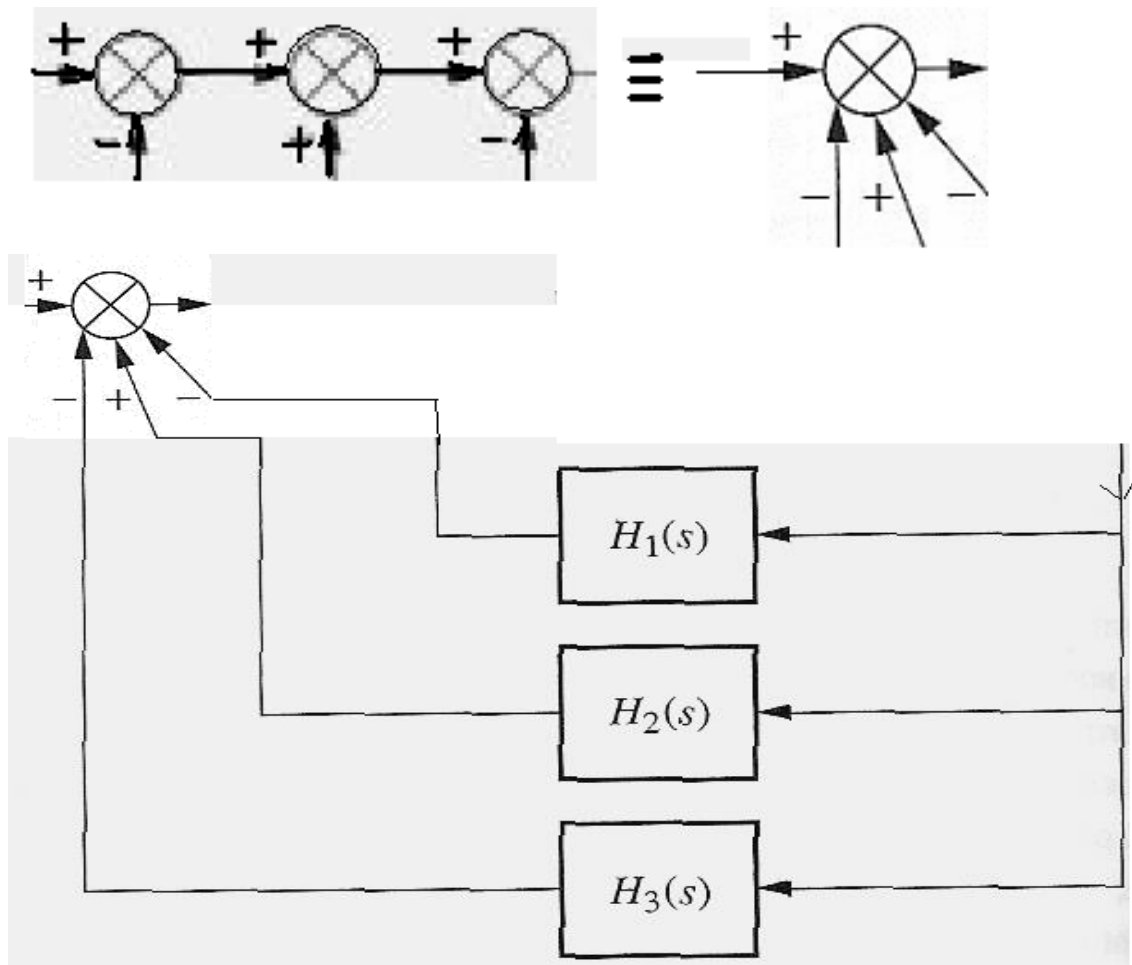 + + + ≡ +
- + - - + -
+
- + -
H₁(s)
H₂(s)
H₃(s)